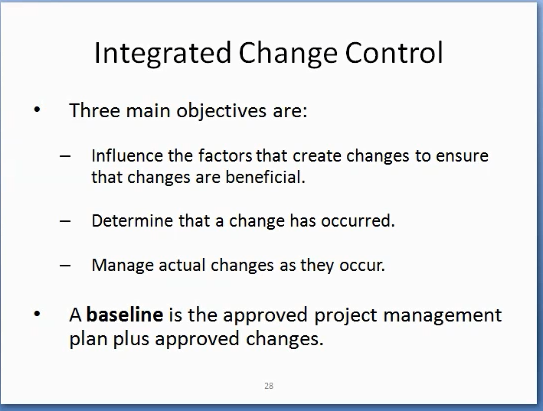 Integrated Change Control
• Three main objectives are:
– Influence the factors that create changes to ensure
that changes are beneficial.
– Determine that a change has occurred.
– Manage actual changes as they occur.
• A baseline is the approved project management
plan plus approved changes.
28